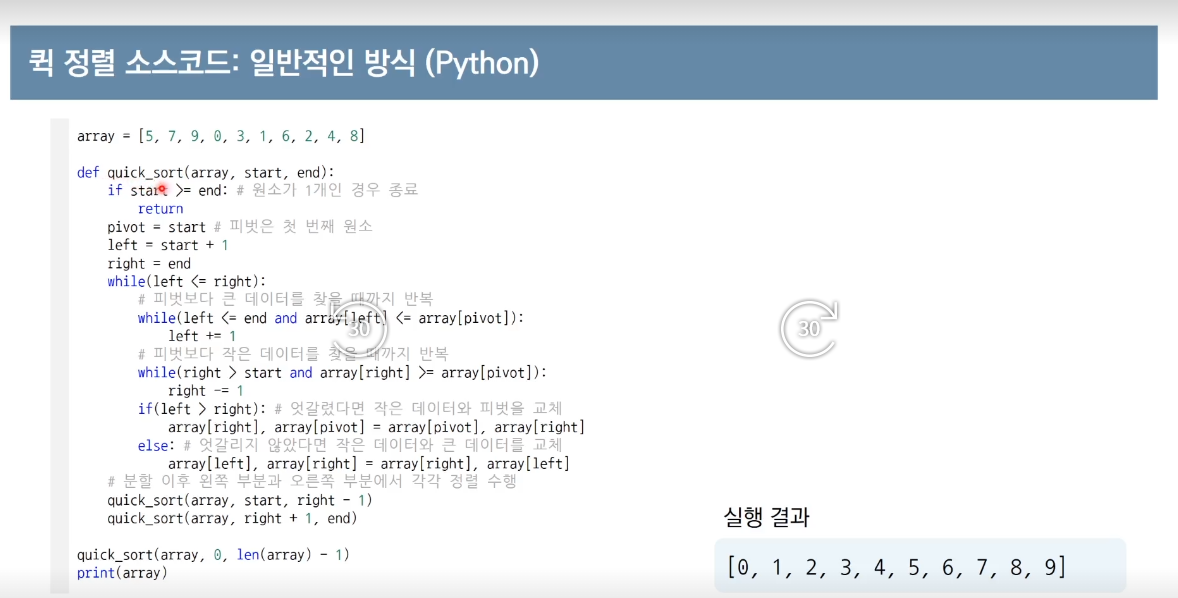 퀵 정렬 소스코드: 일반적인 방식 (Python)
array = [5, 7, 9, 0, 3, 1, 6, 2, 4, 8]
def quick_sort(array, start, end):
if start >= end: # 원소가 1개인 경우 종료
return
pivot = start # 피벗은 첫 번째 원소
left = start + 1
right = end
while(left <= right):
# 피벗보다 큰 데이터를 찾을 때까지 반복
while(left <= end and array[left] <= array[pivot]):
left += 1
# 피벗보다 작은 데이터를 찾을 때까지 반복
while(right > start and array[right] >= array[pivot]):
right -= 1
if(left > right): # 엇갈렸다면 작은 데이터와 피벗을 교체
array[right], array[pivot] = array[pivot], array[right]
else: # 엇갈리지 않았다면 작은 데이터와 큰 데이터를 교체
array[left], array[right] = array[right], array[left]
# 분할 이후 왼쪽 부분과 오른쪽 부분에서 각각 정렬 수행
quick_sort(array, start, right - 1)
quick_sort(array, right + 1, end)
quick_sort(array, 0, len(array) - 1)
print(array)
30
30
실행 결과
[0, 1, 2, 3, 4, 5, 6, 7, 8, 9]